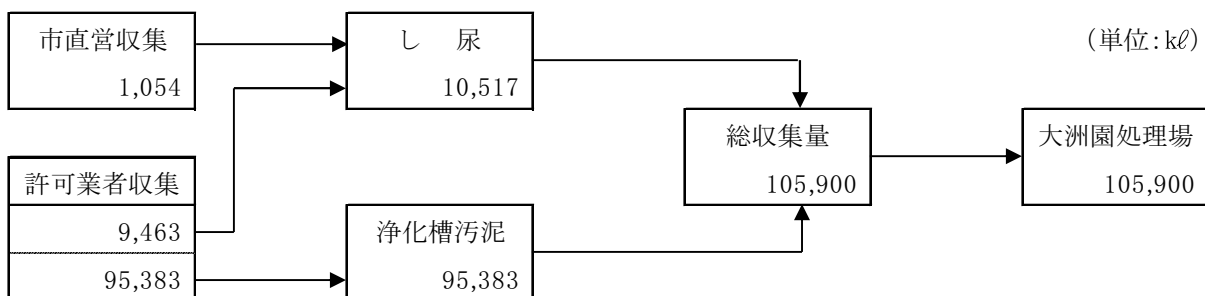 市直営収集
1,054
し 尿
10,517
(単位:kℓ)
総収集量
105,900
大洲園処理場
105,900
許可業者収集
9,463
95,383
浄化槽汚泥
95,383